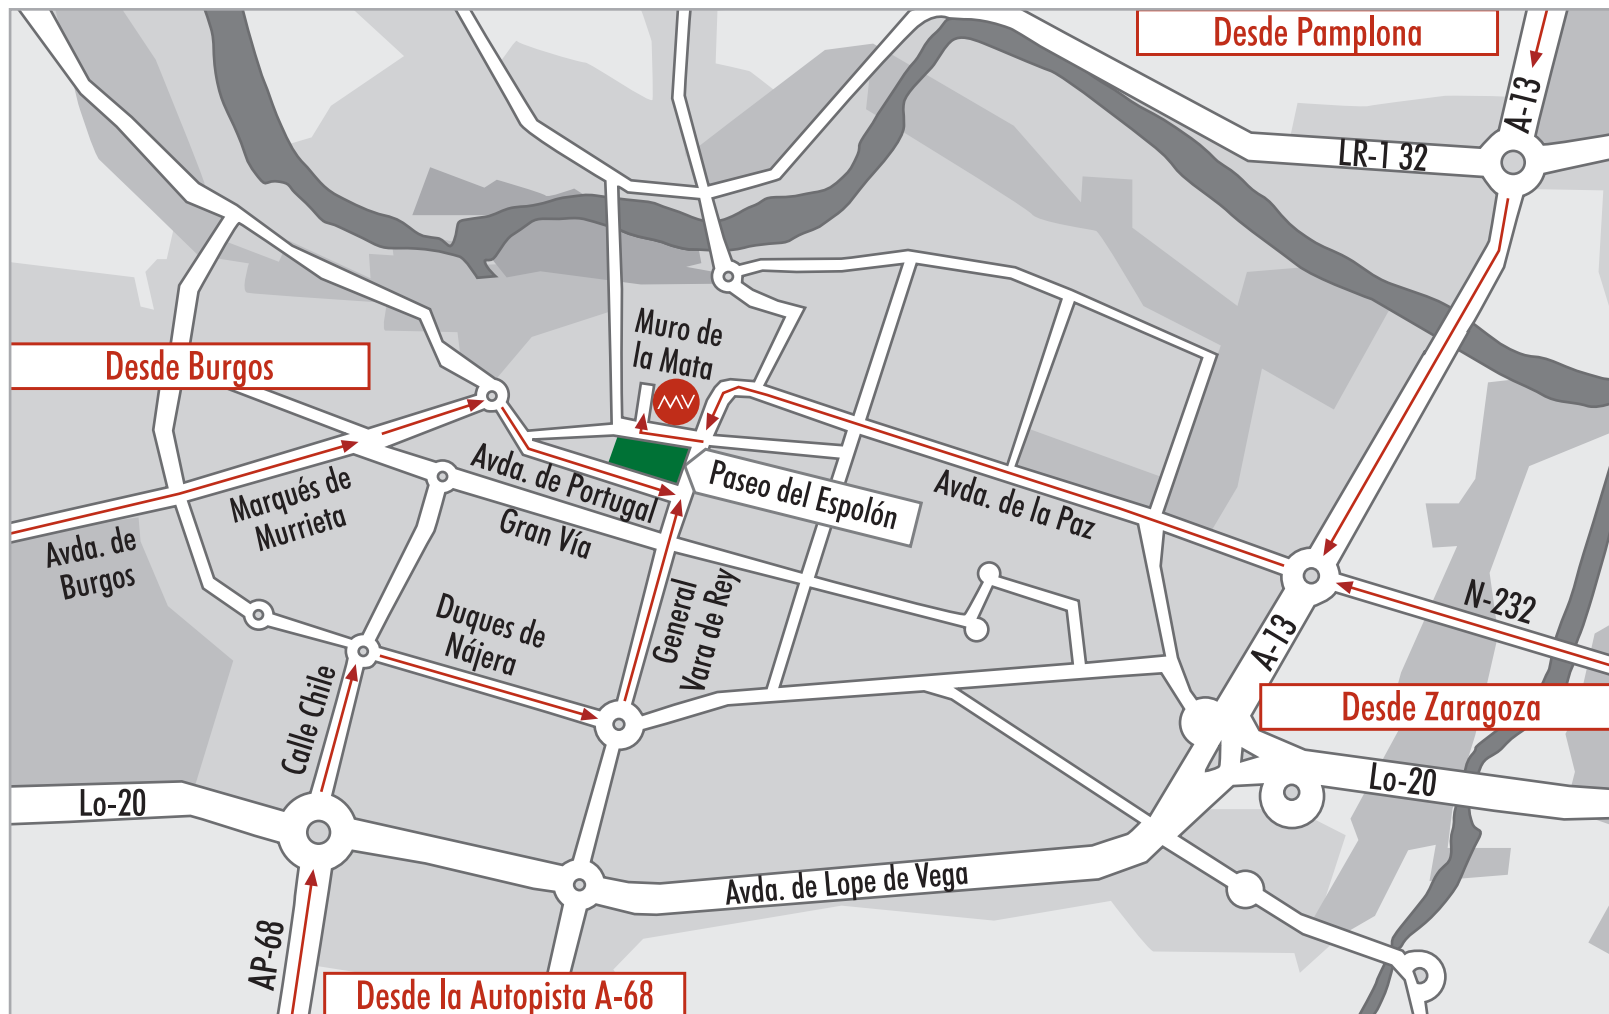 Desde Pamplona
A-13
LR-1 32
Muro de
la Mata
Desde Burgos
Avda. de Portugal
Paseo del Espolón
Avda. de la Paz
Marqués de
Murrieta
Gran Vía
Avda. de
Burgos
General
Vara de Rey
Duques de
Nájera
N-232
A-13
Calle Chile
Desde Zaragoza
Lo-20
Lo-20
Avda. de Lope de Vega
AP-68
Desde la Autopista A-68